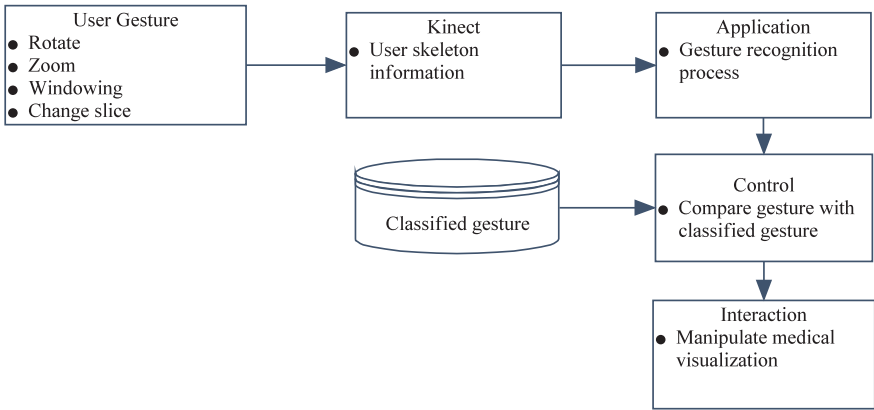 User Gesture
● Rotate
● Zoom
● Windowing
● Change slice
Kinect
● User skeleton
information
Application
● Gesture recognition
process
Classified gesture
Control
● Compare gesture with
classified gesture
Interaction
● Manipulate medical
visualization